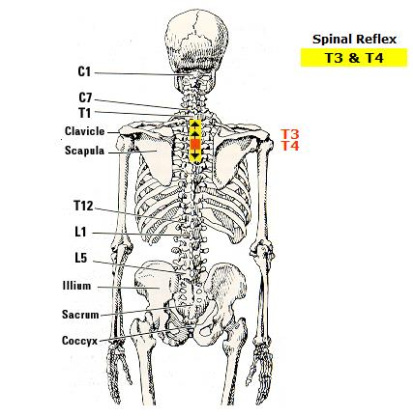 Spinal Reflex
T3 & T4
C1
C7
T1
Clavicle
Scapula
T3
T4
T12
L1
L5
Illium
Sacrum
Coccyx